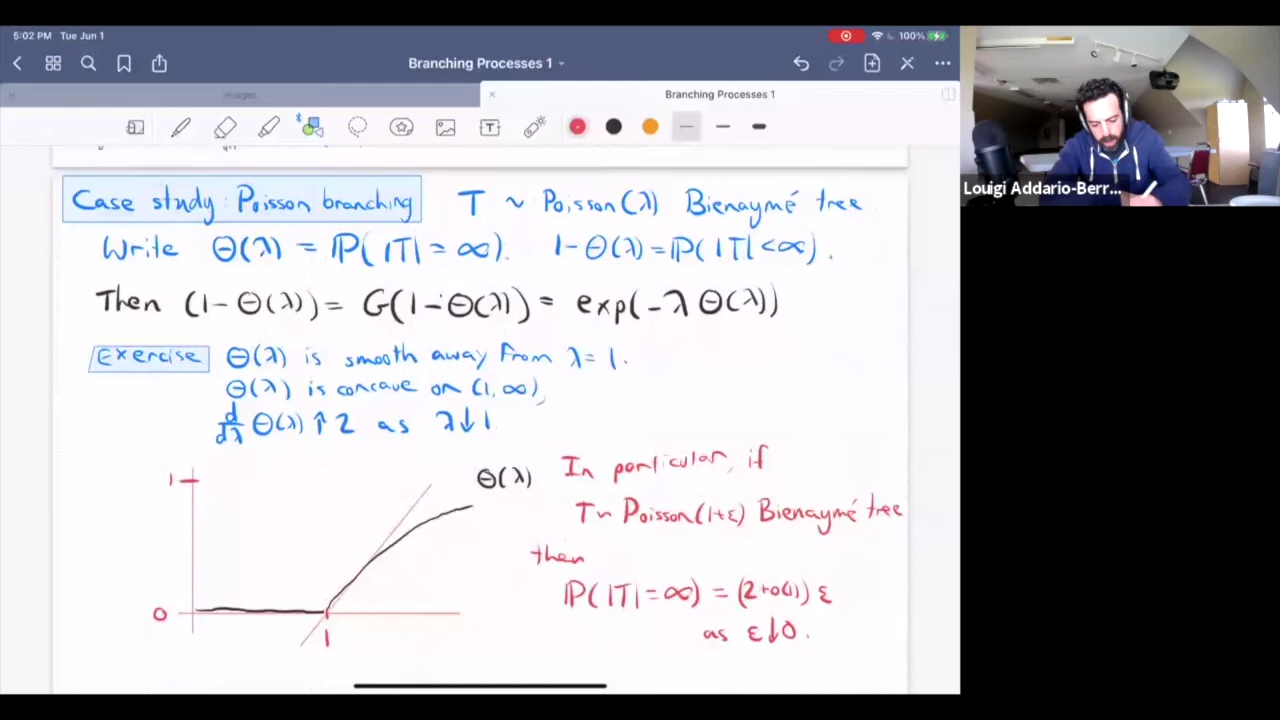 5:02 PM Tue Jun 1
100%
Branching Processes 1
Images
Branching Processes 1
Louigi Addario-Berr...
Case study: Poisson branching T ~ Poisson(λ) Bienaymé tree
Write Θ(λ) = P(|T| = ∞). 1-Θ(λ) = P(|T| < ∞).
Then (1-Θ(λ)) = G(1-Θ(λ)) = exp(-λ Θ(λ))
Exercise Θ(λ) is smooth away from λ = 1.
Θ(λ) is concave on (1, ∞),
d/dλ Θ(λ) ↑ 2 as λ ↓ 1.
1
Θ(λ)
0
1
In particular, if
T ~ Poisson(1+ε) Bienaymé tree
then
P(|T| = ∞) = (2+o(1)) ε
as ε ↓ 0.